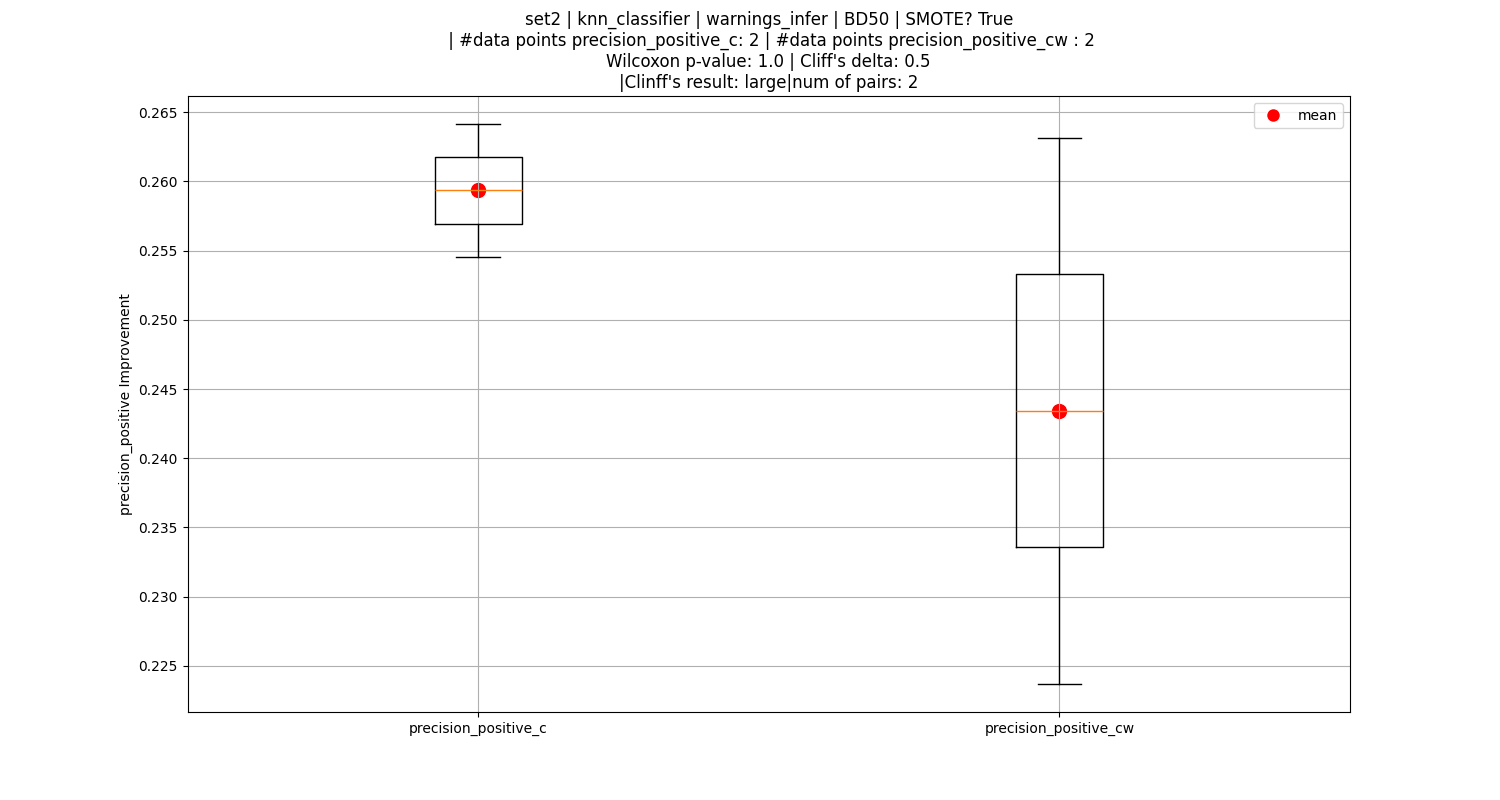 set2 | knn_classifier | warnings_infer | BD50 | SMOTE? True
| #data points precision_positive_c: 2 | #data points precision_positive_cw : 2
Wilcoxon p-value: 1.0 | Cliff's delta: 0.5
|Clinff's result: large|num of pairs: 2
mean
0.265
0.260
0.255
0.250
0.245
0.240
0.235
0.230
0.225
precision_positive Improvement
precision_positive_c
precision_positive_cw